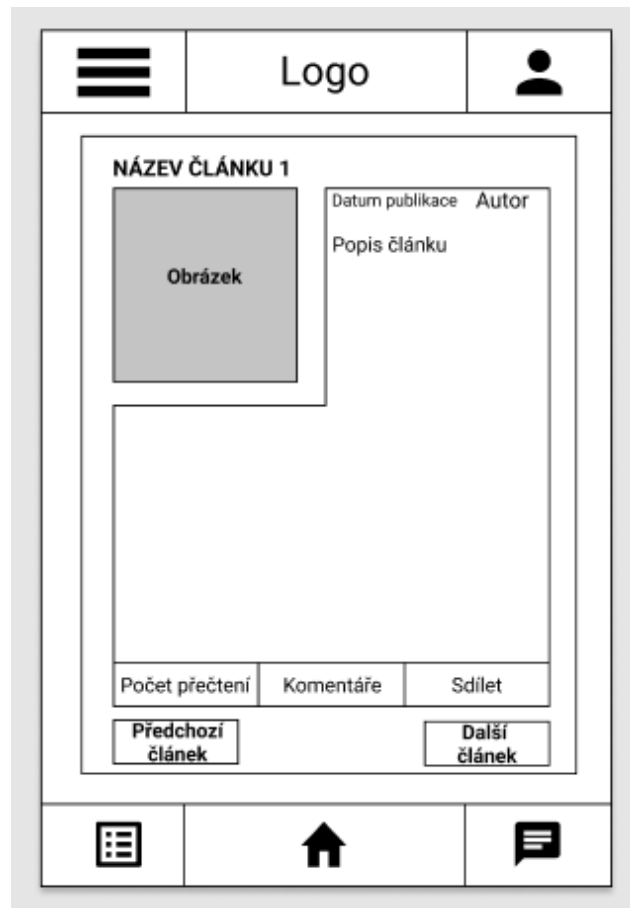 Logo
NÁZEV ČLÁNKU 1
Obrázek
Datum publikace Autor
Popis článku
Počet přečtení Komentáře Sdílet
Předchozí
článek
Další
článek